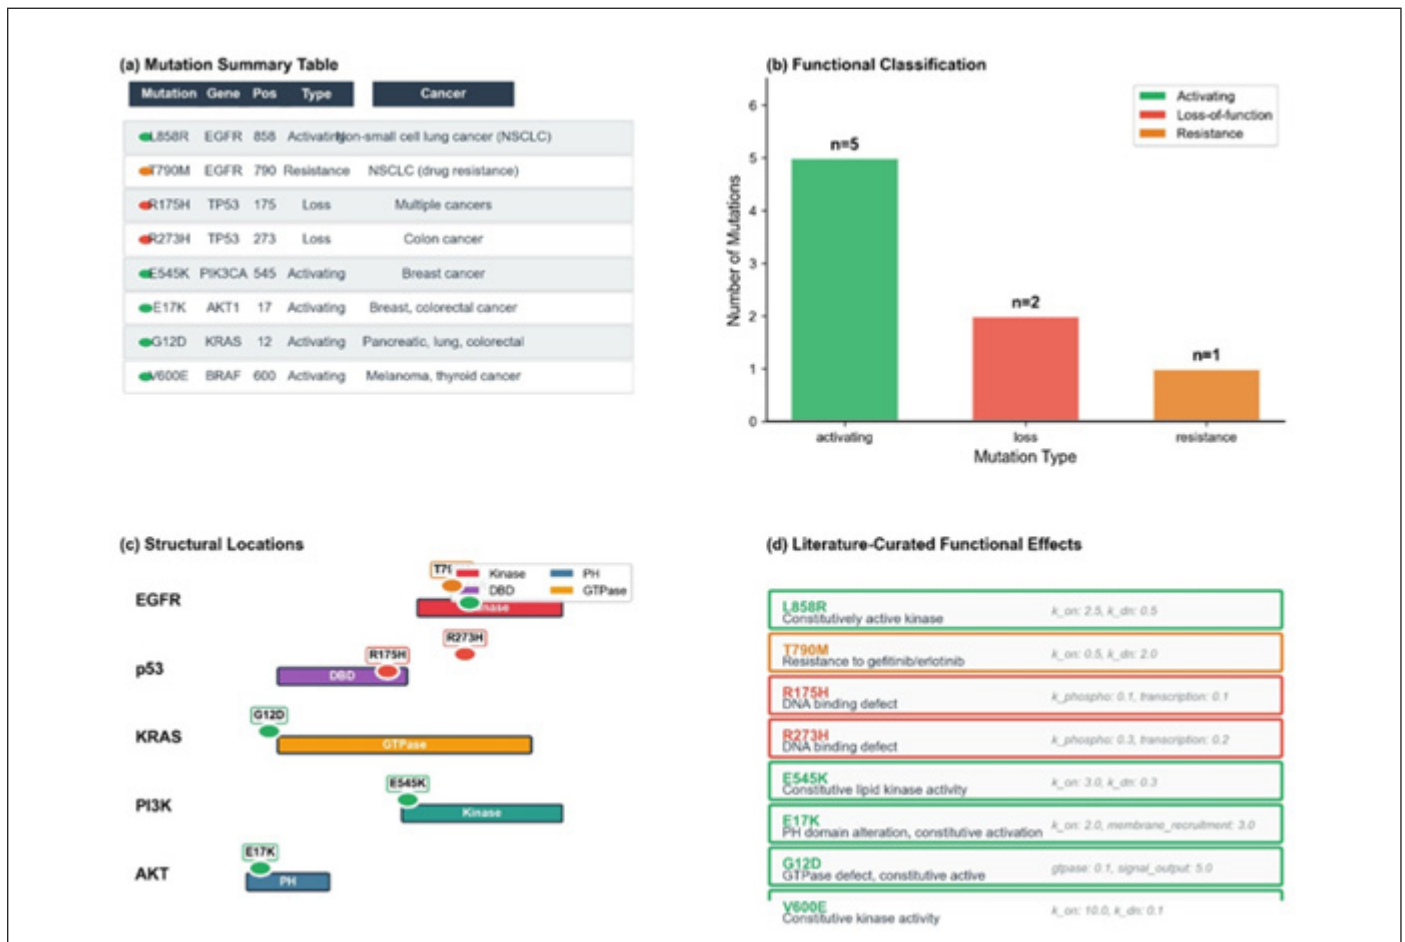 (a) Mutation Summary Table
Mutation Gene Pos Type Cancer
L858R EGFR 858 Activating Non-small cell lung cancer (NSCLC)
T790M EGFR 790 Resistance NSCLC (drug resistance)
R175H TP53 175 Loss Multiple cancers
R273H TP53 273 Loss Colon cancer
E545K PIK3CA 545 Activating Breast cancer
E17K AKT1 17 Activating Breast, colorectal cancer
G12D KRAS 12 Activating Pancreatic, lung, colorectal
V600E BRAF 600 Activating Melanoma, thyroid cancer
(b) Functional Classification
Activating
Loss-of-function
Resistance
n=5
n=2
n=1
6
5
4
3
2
1
0
Number of Mutations
activating loss resistance
Mutation Type
(c) Structural Locations
Kinase PH
DBD GTPase
EGFR
T79
p53
R175H
R273H
DBD
KRAS
G12D
GTPase
PI3K
E545K
Kinase
AKT
E17K
PH
(d) Literature-Curated Functional Effects
L858R
Constitutively active kinase
k_on: 2.5, k_dn: 0.5
T790M
Resistance to gefitinib/erlotinib
k_on: 0.5, k_dn: 2.0
R175H
DNA binding defect
k_phospho: 0.1, transcription: 0.1
R273H
DNA binding defect
k_phospho: 0.3, transcription: 0.2
E545K
Constitutive lipid kinase activity
k_on: 3.0, k_dn: 0.3
E17K
PH domain alteration, constitutive activation
k_on: 2.0, membrane_recruitment: 3.0
G12D
GTPase defect, constitutive active
gtpase: 0.1, signal_output: 5.0
V600E
Constitutive kinase activity
k_on: 10.0, k_dn: 0.1